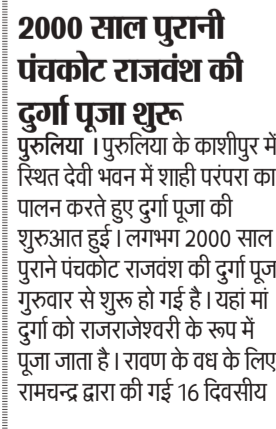 2000 साल पुरानी
पंचकोट राजवंश की
दुर्गा पूजा शुरू
पुरुलिया । पुरुलिया के काशीपुर में
स्थित देवी भवन में शाही परंपरा का
पालन करते हुए दुर्गा पूजा की
शुरुआत हुई । लगभग 2000 साल
पुराने पंचकोट राजवंश की दुर्गा पूज
गुरुवार से शुरू हो गई है । यहां मां
दुर्गा को राजराजेश्वरी के रूप में
पूजा जाता है । रावण के वध के लिए
रामचन्द्र द्वारा की गई 16 दिवसीय